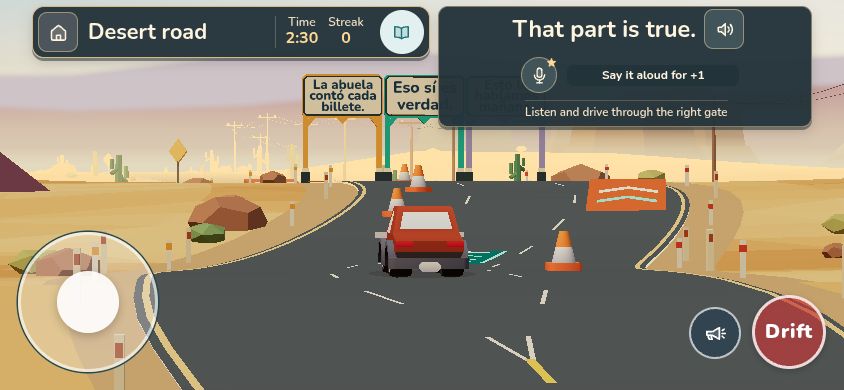 Desert road
Time
2:30
Streak
0
That part is true.
Say it aloud for +1
Listen and drive through the right gate
La abuela
contó cada
billete.
Eso sí
verda
Drift